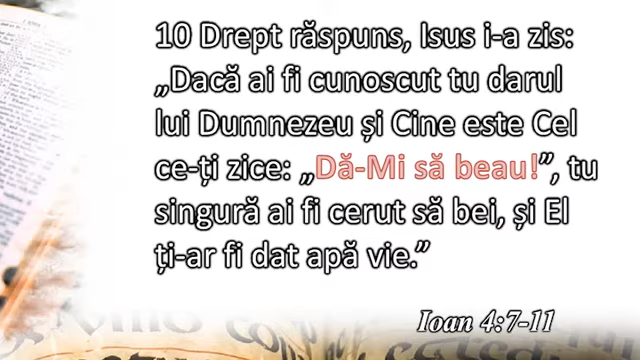 10 Drept răspuns, Isus i-a zis:
„Dacă ai fi cunoscut tu darul
lui Dumnezeu și Cine este Cel
ce-ți zice: „Dă-Mi să beau!”, tu
singură ai fi cerut să bei, și El
ți-ar fi dat apă vie.”
Ioan 4:7-11